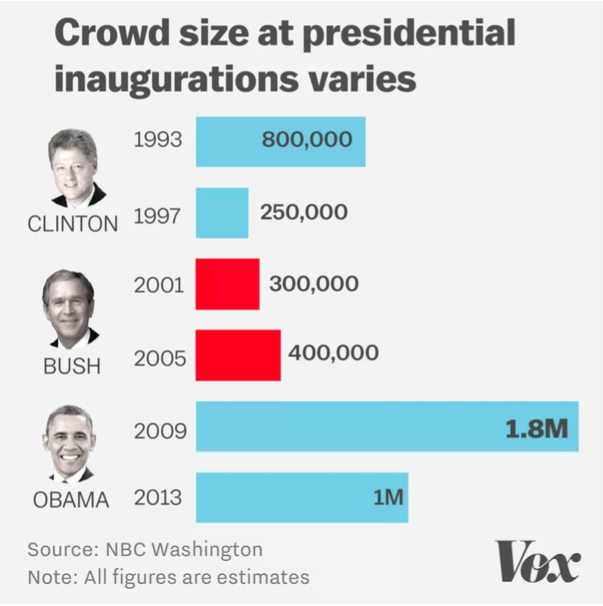 Crowd size at presidential
inaugurations varies
1993 800,000
CLINTON 1997 250,000
2001 300,000
BUSH 2005 400,000
2009 1.8M
OBAMA 2013 1M
Source: NBC Washington
Note: All figures are estimates
Vox